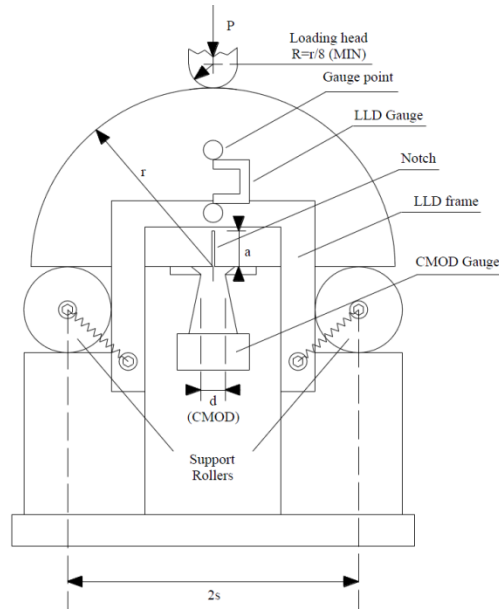 P
Loading head
R=r/8 (MIN)
Gauge point
LLD Gauge
Notch
r
LLD frame
a
CMOD Gauge
d
(CMOD)
Support
Rollers
2s